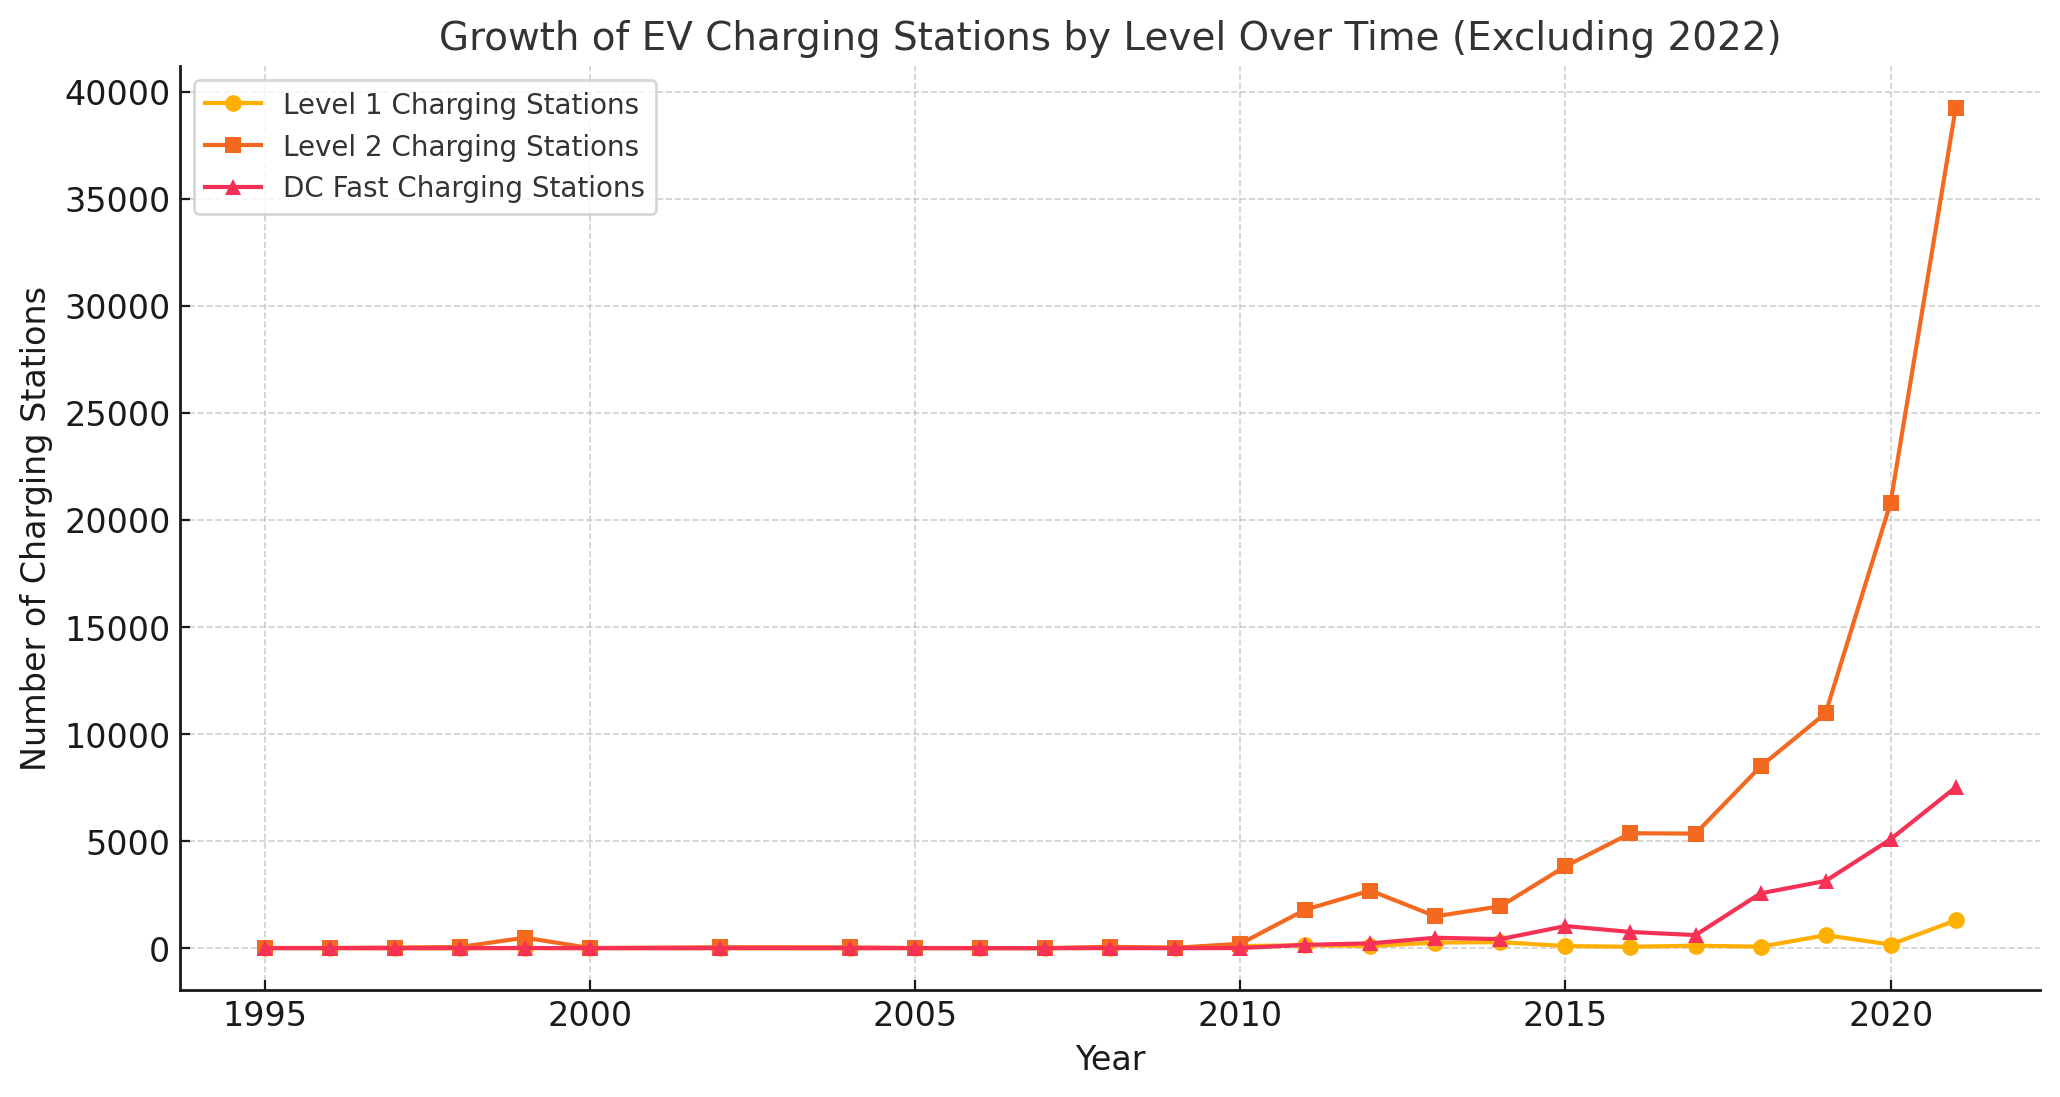 Growth of EV Charging Stations by Level Over Time (Excluding 2022)
40000
35000
30000
25000
20000
15000
10000
5000
0
Number of Charging Stations
Level 1 Charging Stations
Level 2 Charging Stations
DC Fast Charging Stations
1995 2000 2005 2010 2015 2020
Year